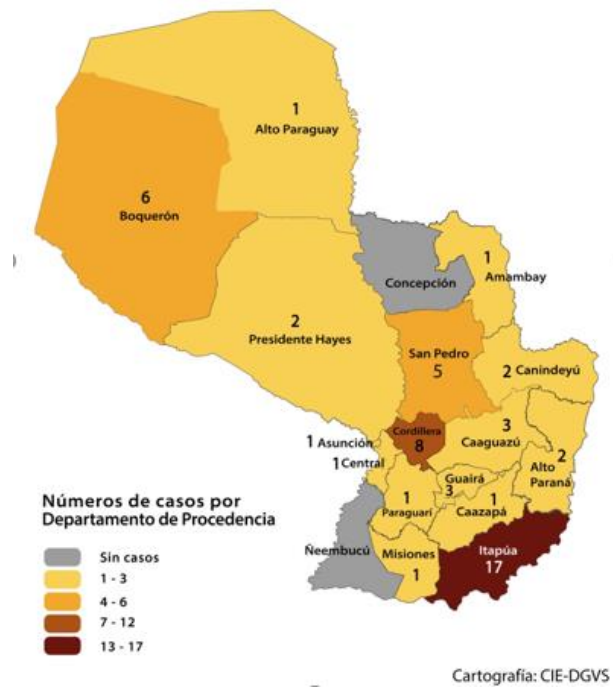 1
Alto Paraguay
6
Boquerón
Concepción
1
Amambay
2
Presidente Hayes
San Pedro
5
2 Canindeyú
Cordillera
8
3
Caaguazú
1 Asunción
1 Central
2
Alto
Paraná
Guairá
3
1
Paraguarí
1
Caazapá
Ñeembucú
Misiones
1
Itapúa
17
Números de casos por
Departamento de Procedencia
Sin casos
1 - 3
4 - 6
7 - 12
13 - 17
Cartografía: CIE-DGVS